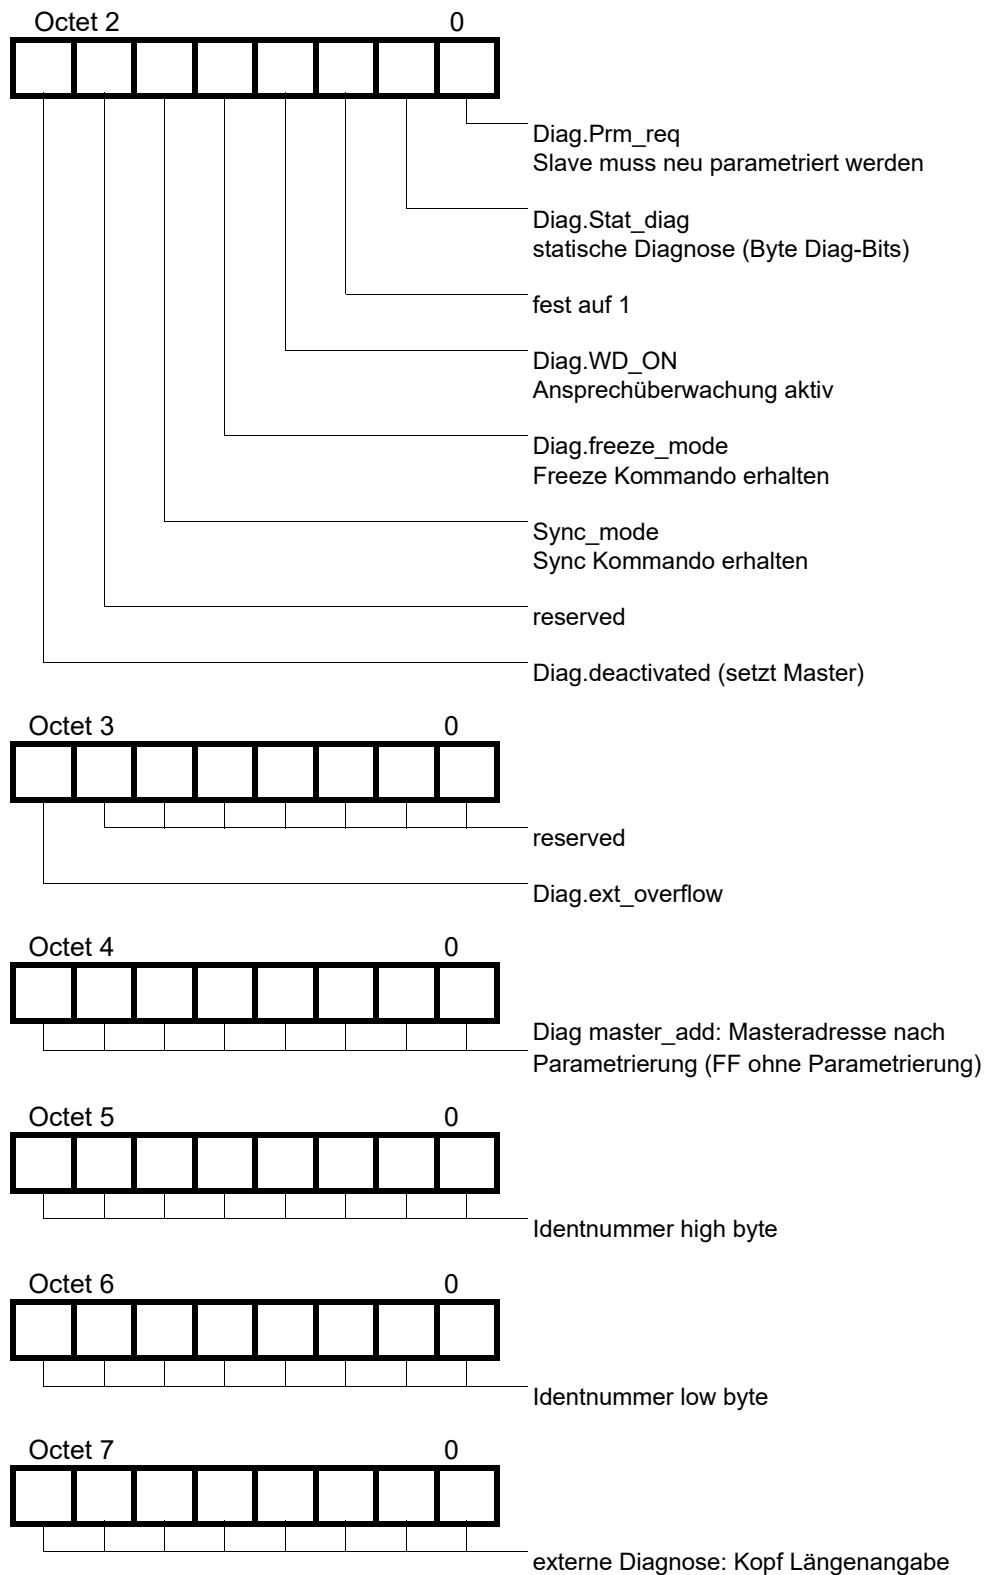 Octet 2 0
Diag.Prm_req
Slave muss neu parametriert werden
Diag.Stat_diag
statische Diagnose (Byte Diag-Bits)
fest auf 1
Diag.WD_ON
Ansprechüberwachung aktiv
Diag.freeze_mode
Freeze Kommando erhalten
Sync_mode
Sync Kommando erhalten
reserved
Diag.deactivated (setzt Master)
Octet 3 0
reserved
Diag.ext_overflow
Octet 4 0
Diag master_add: Masteradresse nach
Parametrierung (FF ohne Parametrierung)
Octet 5 0
Identnummer high byte
Octet 6 0
Identnummer low byte
Octet 7 0
externe Diagnose: Kopf Längenangabe